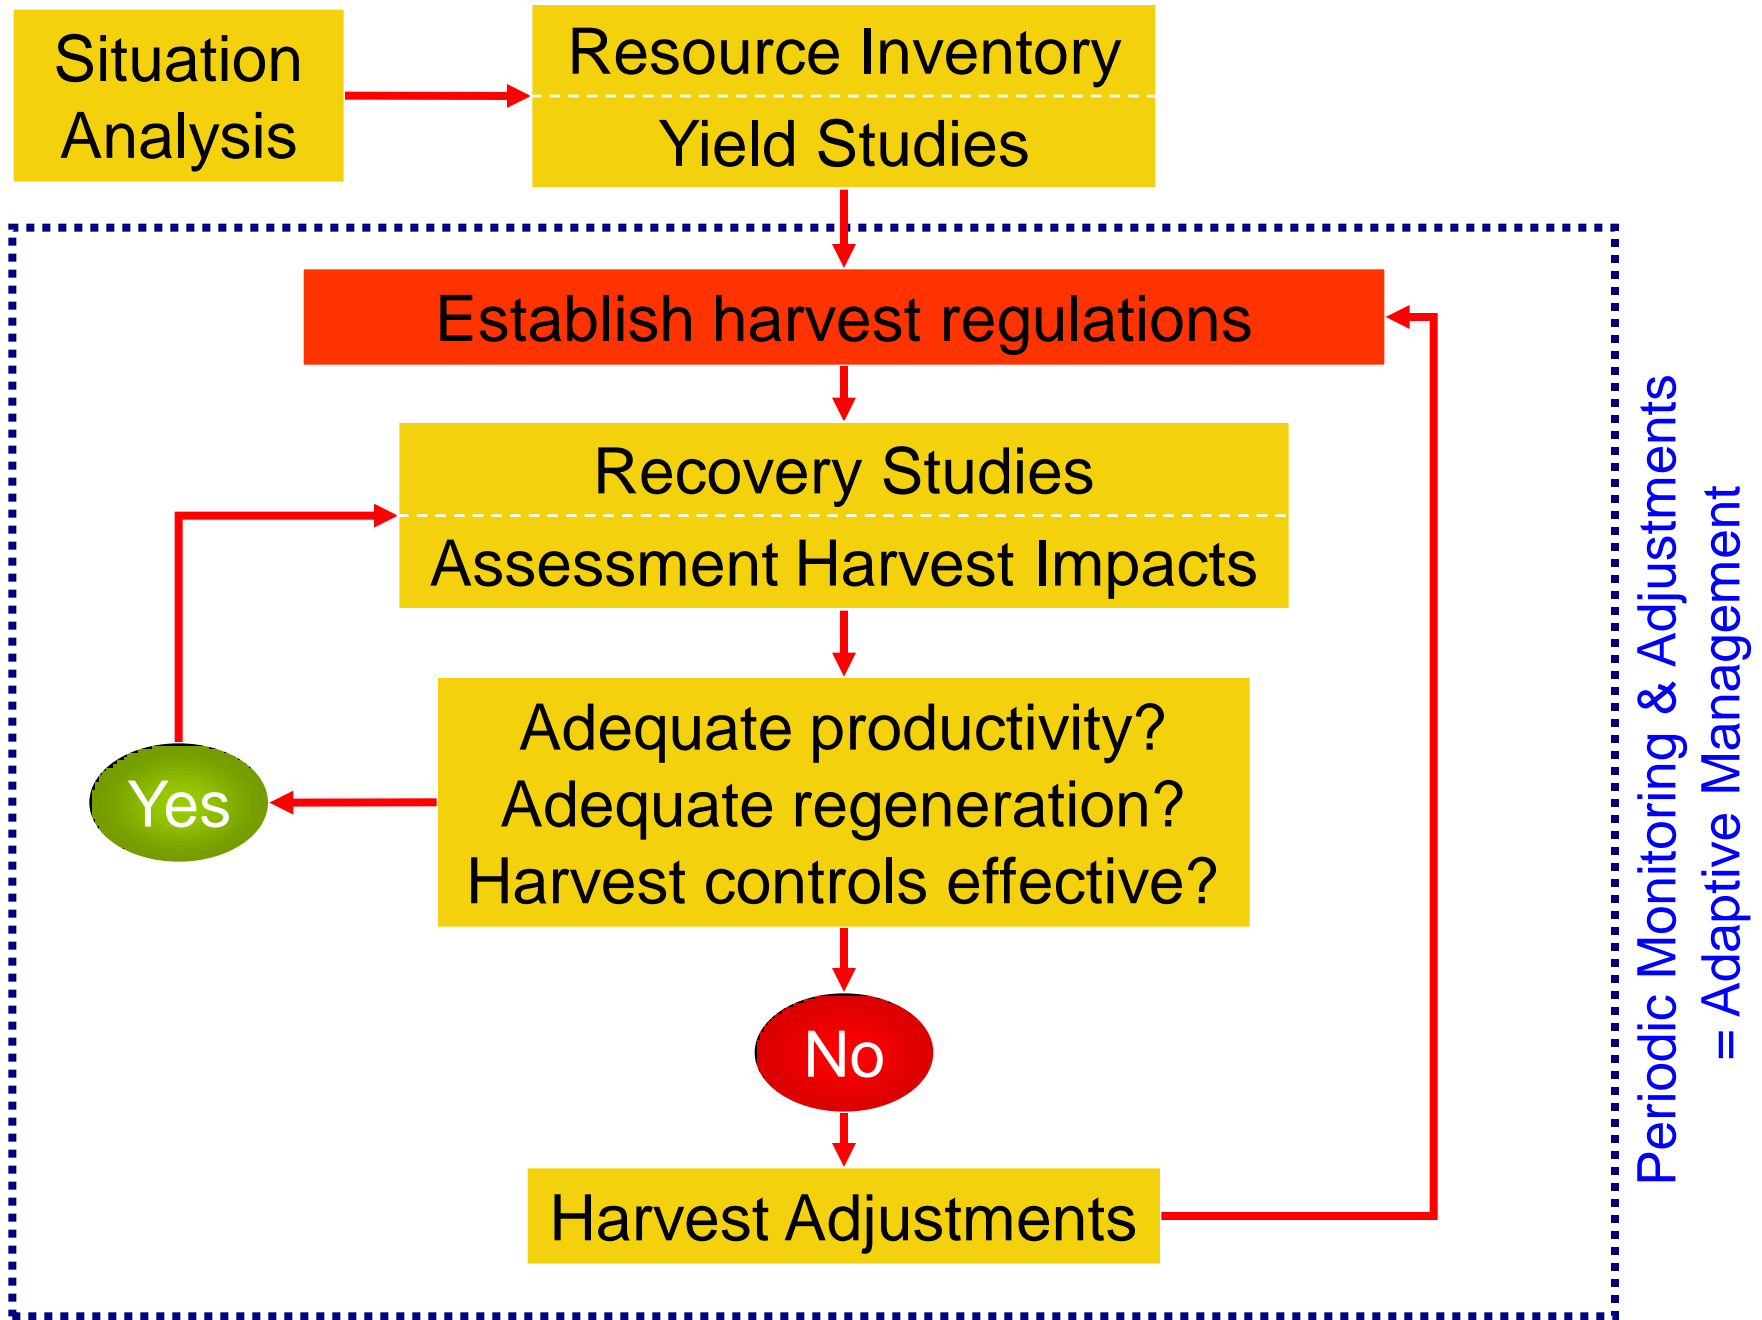 Situation
Analysis
Resource Inventory
Yield Studies
Establish harvest regulations
Recovery Studies
Assessment Harvest Impacts
Adequate productivity?
Adequate regeneration?
Harvest controls effective?
Yes
No
Harvest Adjustments
Periodic Monitoring & Adjustments
= Adaptive Management